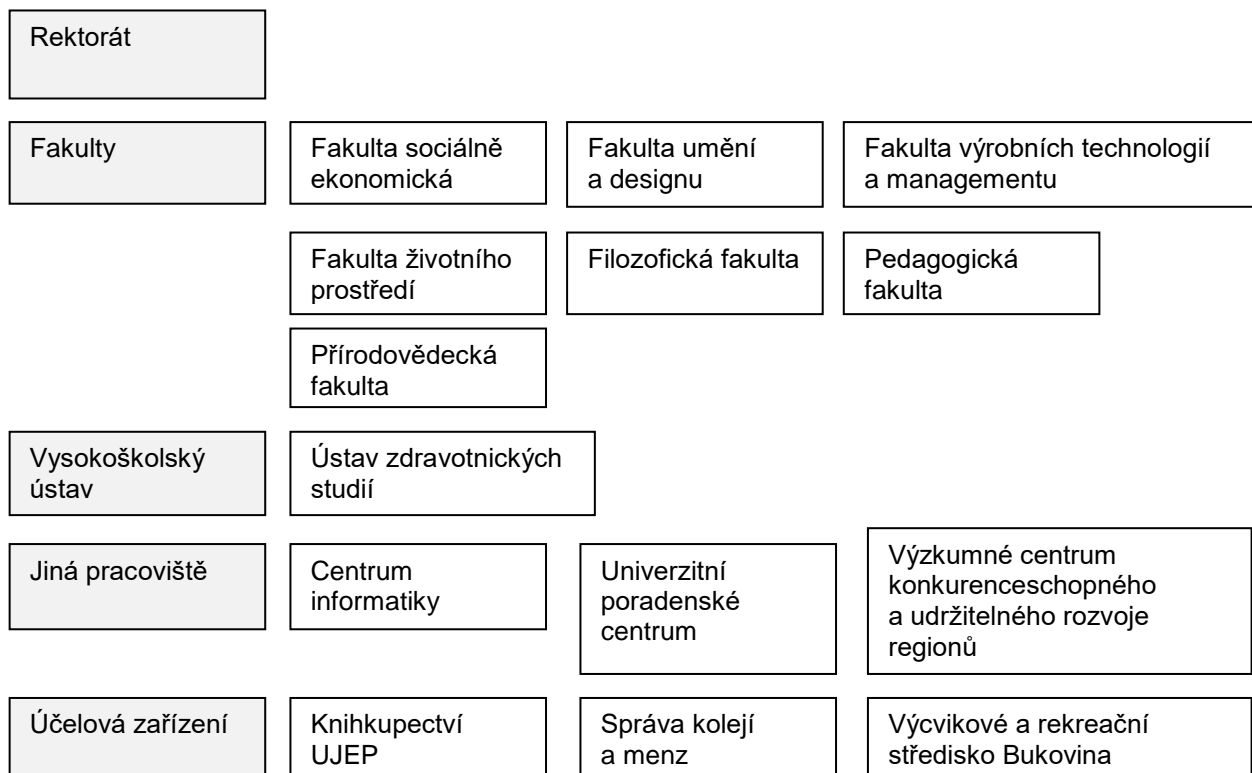 Rektorát
Fakulty
Fakulta sociálně
ekonomická
Fakulta umění
a designu
Fakulta výrobních technologií
a managementu
Fakulta životního
prostředí
Filozofická fakulta
Pedagogická
fakulta
Přírodovědecká
fakulta
Vysokoškolský
ústav
Ústav zdravotnických
studií
Jiná pracoviště
Centrum
informatiky
Univerzitní
poradenské
centrum
Výzkumné centrum
konkurenceschopného
a udržitelného rozvoje
regionů
Účelová zařízení
Knihkupectví
UJEP
Správa kolejí
a menz
Výcvikové a rekreační
středisko Bukovina